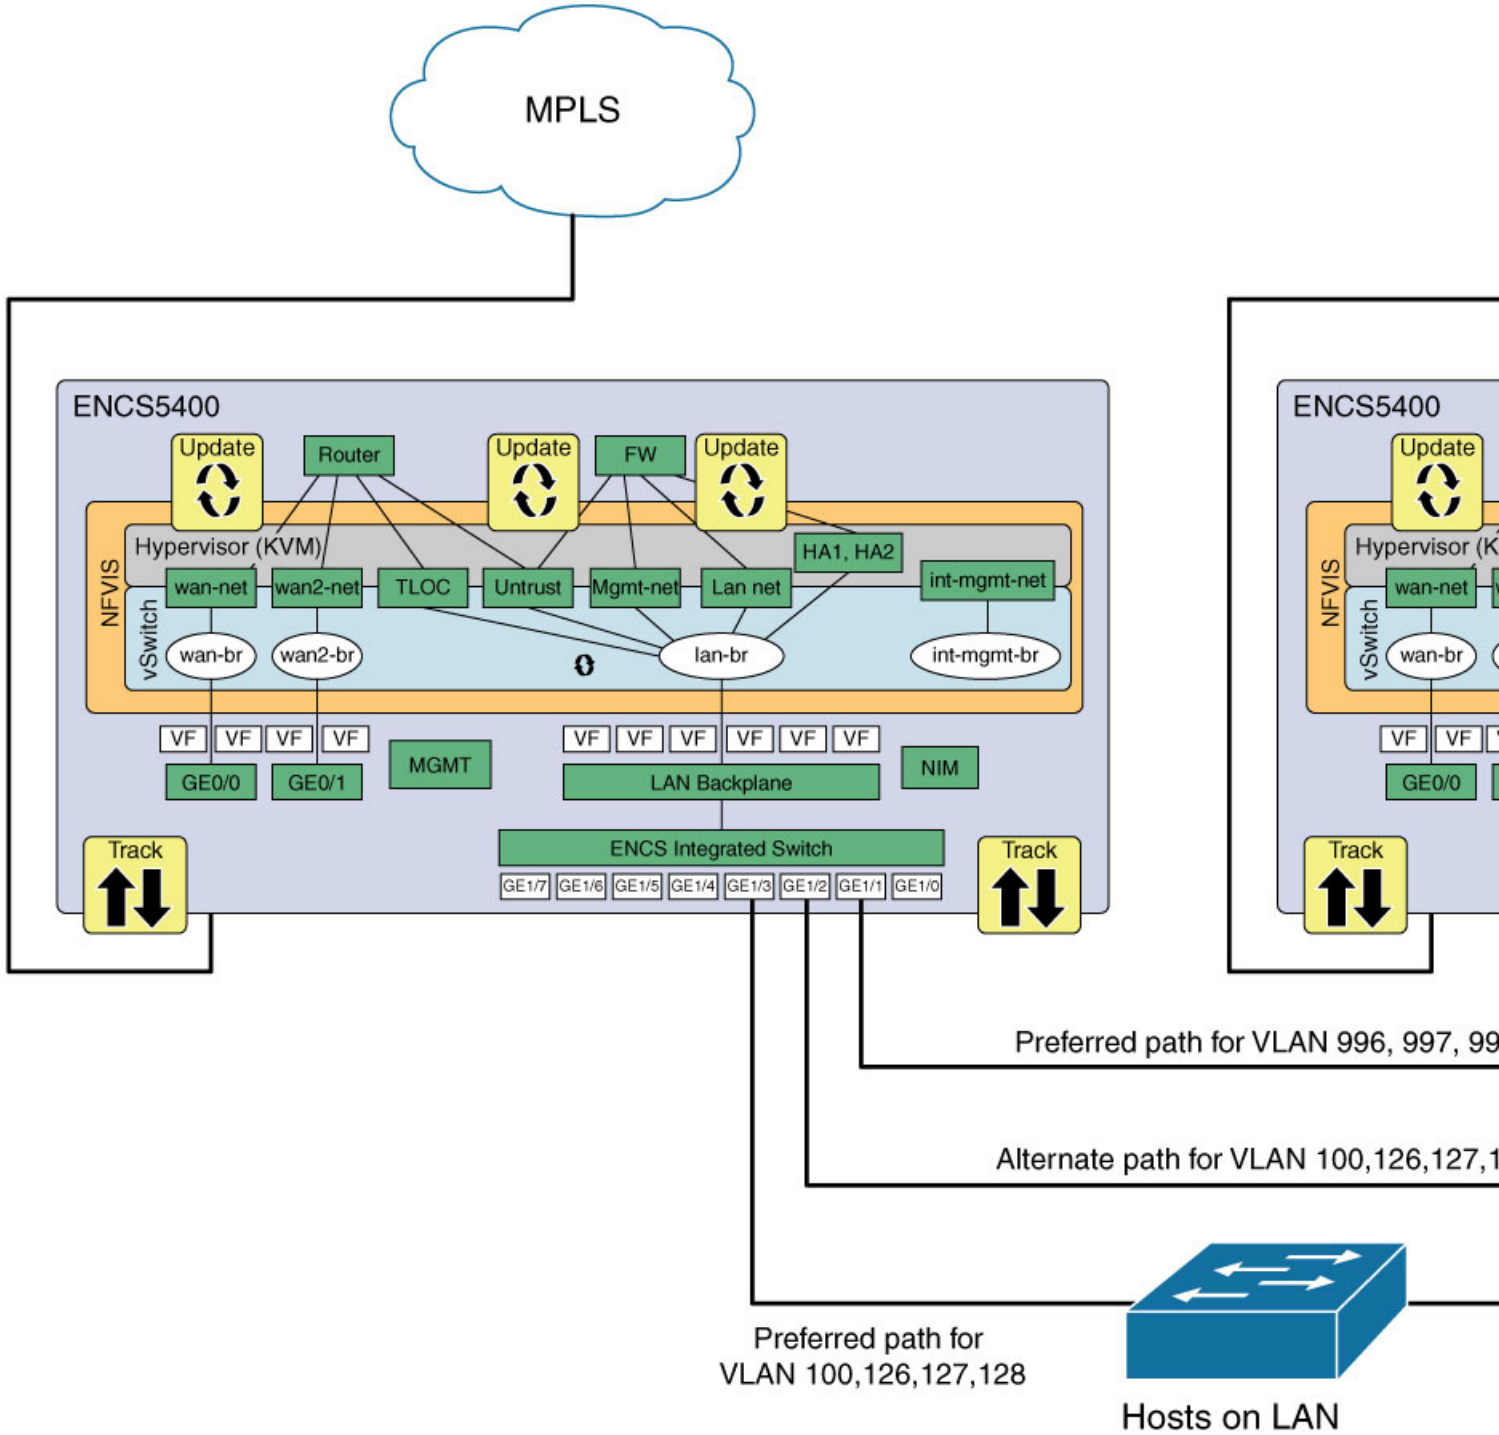 MPLS
ENCS5400
Update
Router
Update
FW
Update
Hypervisor (KVM)
HA1, HA2
NFVIS
wan-net
wan2-net
TLOC
Untrust
Mgmt-net
Lan net
int-mgmt-net
vSwitch
wan-br
wan2-br
lan-br
int-mgmt-br
VF
VF
VF
VF
VF
VF
VF
VF
VF
VF
GE0/0
GE0/1
MGMT
LAN Backplane
NIM
ENCS Integrated Switch
Track
GE1/7
GE1/6
GE1/5
GE1/4
GE1/3
GE1/2
GE1/1
GE1/0
Track
ENCS5400
Update
Hypervisor (K
NFVIS
wan-net
vSwitch
wan-br
VF
VF
GE0/0
Track
Preferred path for VLAN 996, 997, 99
Alternate path for VLAN 100,126,127,1
Preferred path for
VLAN 100,126,127,128
Hosts on LAN